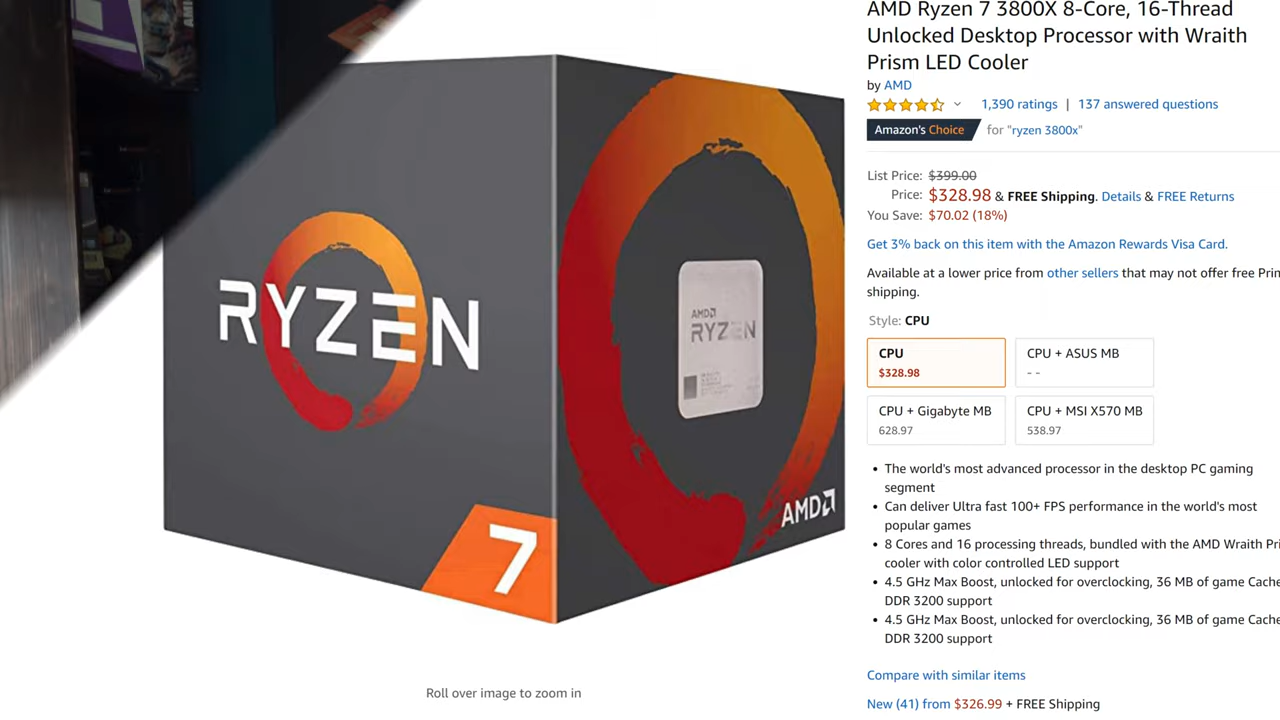 AMD Ryzen 7 3800X 8-Core, 16-Thread
Unlocked Desktop Processor with Wraith
Prism LED Cooler
by AMD
1,390 ratings | 137 answered questions
Amazon's Choice for "ryzen 3800x"
List Price: $399.00
Price: $328.98 & FREE Shipping. Details & FREE Returns
You Save: $70.02 (18%)
Get 3% back on this item with the Amazon Rewards Visa Card.
Available at a lower price from other sellers that may not offer free Prin
shipping.
Style: CPU
CPU
$328.98
CPU + ASUS MB
- -
CPU + Gigabyte MB
628.97
CPU + MSI X570 MB
538.97
• The world's most advanced processor in the desktop PC gaming
segment
• Can deliver Ultra fast 100+ FPS performance in the world's most
popular games
• 8 Cores and 16 processing threads, bundled with the AMD Wraith Pri
cooler with color controlled LED support
• 4.5 GHz Max Boost, unlocked for overclocking, 36 MB of game Cache
DDR 3200 support
• 4.5 GHz Max Boost, unlocked for overclocking, 36 MB of game Cache
DDR 3200 support
Compare with similar items
New (41) from $326.99 + FREE Shipping
RYZEN
7
AMD
RYZEN
AMD
Roll over image to zoom in